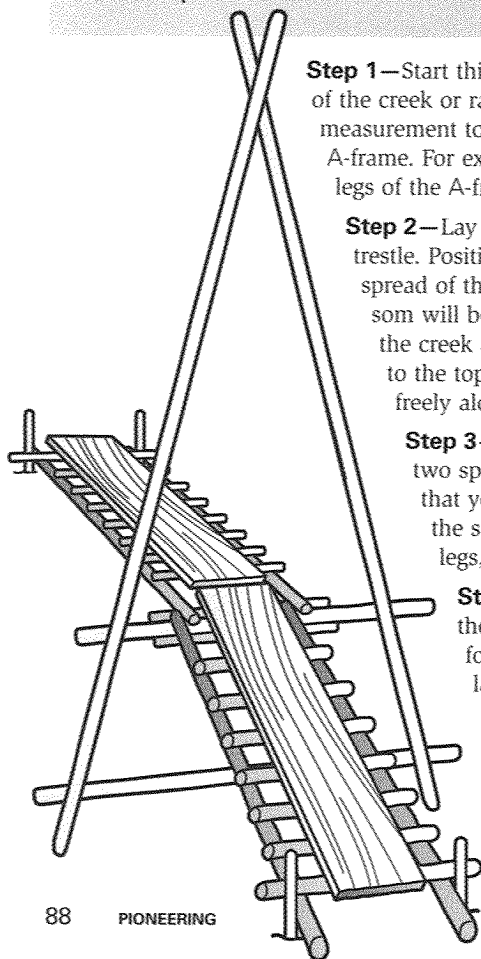 Step 1—Start thi
of the creek or ra
measurement to
A-frame. For ex
legs of the A-fr
Step 2—Lay
trestle. Positi
spread of th
som will b
the creek
to the top
freely alo
Step 3-
two sp
that y
the s
legs,
St
the
fo
la
88 PIONEERING